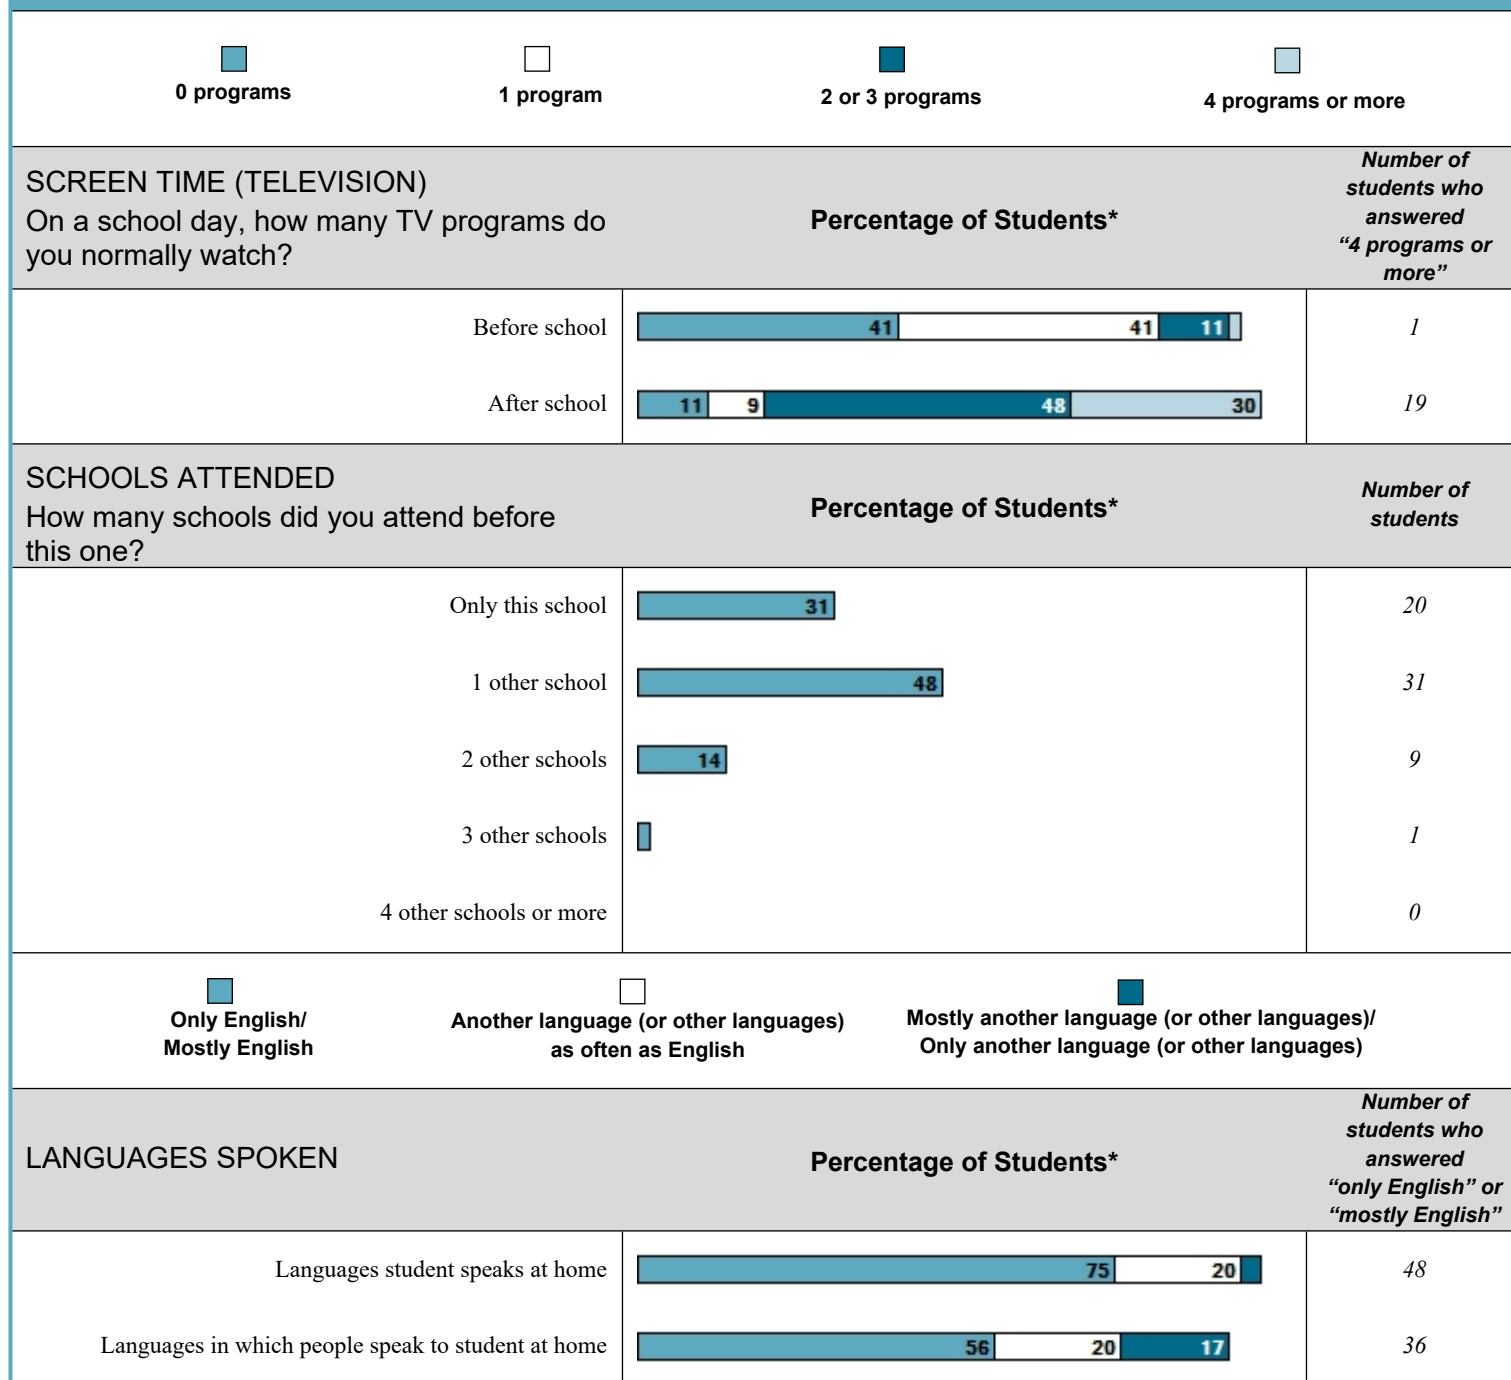 0 programs
1 program
2 or 3 programs
4 programs or more
SCREEN TIME (TELEVISION)
On a school day, how many TV programs do
you normally watch?
Percentage of Students*
Number of
students who
answered
“4 programs or
more”
Before school
41
41
11
1
After school
11
9
48
30
19
SCHOOLS ATTENDED
How many schools did you attend before
this one?
Percentage of Students*
Number of
students
Only this school
31
20
1 other school
48
31
2 other schools
14
9
3 other schools
1
4 other schools or more
0
Only English/
Mostly English
Another language (or other languages)
as often as English
Mostly another language (or other languages)/
Only another language (or other languages)
LANGUAGES SPOKEN
Percentage of Students*
Number of
students who
answered
“only English” or
“mostly English”
Languages student speaks at home
75
20
48
Languages in which people speak to student at home
56
20
17
36